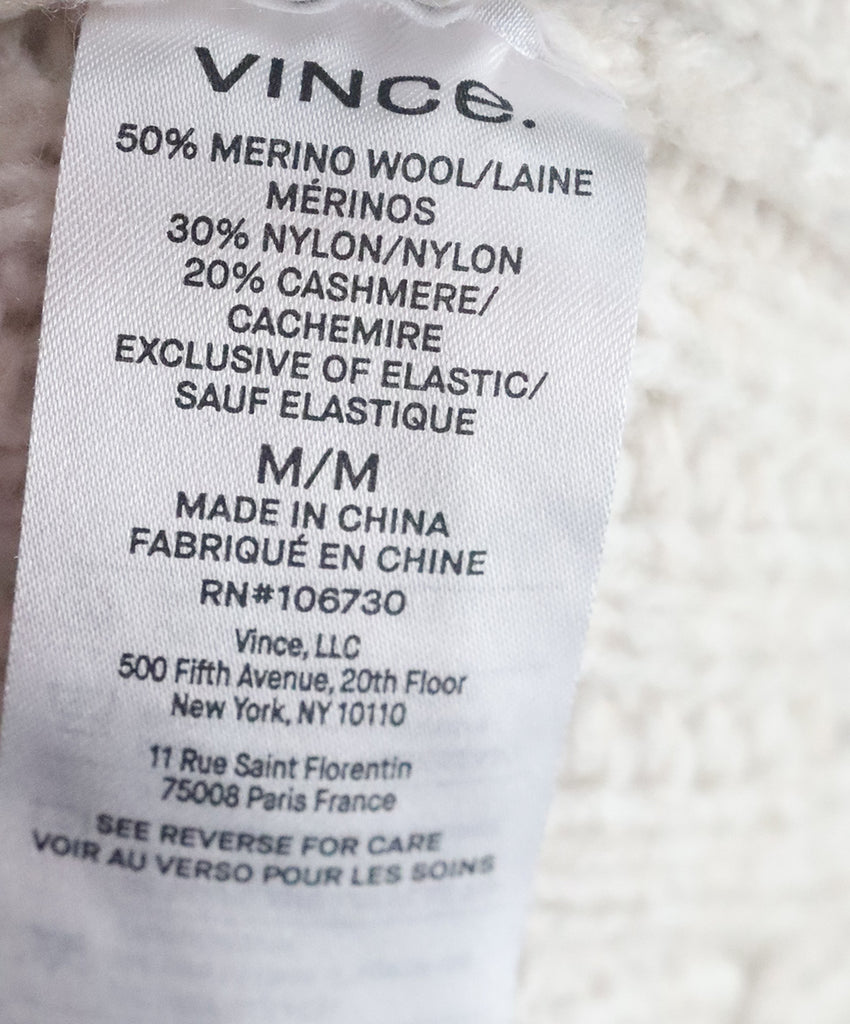 VINCE.
50% MERINO WOOL/LAINE
MÉRINOS
30% NYLON/NYLON
20% CASHMERE/
CACHEMIRE
EXCLUSIVE OF ELASTIC/
SAUF ELASTIQUE
M/M
MADE IN CHINA
FABRIQUÉ EN CHINE
RN#106730
Vince, LLC
500 Fifth Avenue, 20th Floor
New York, NY 10110
11 Rue Saint Florentin
75008 Paris France
SEE REVERSE FOR CARE
VOIR AU VERSO POUR LES SOINS